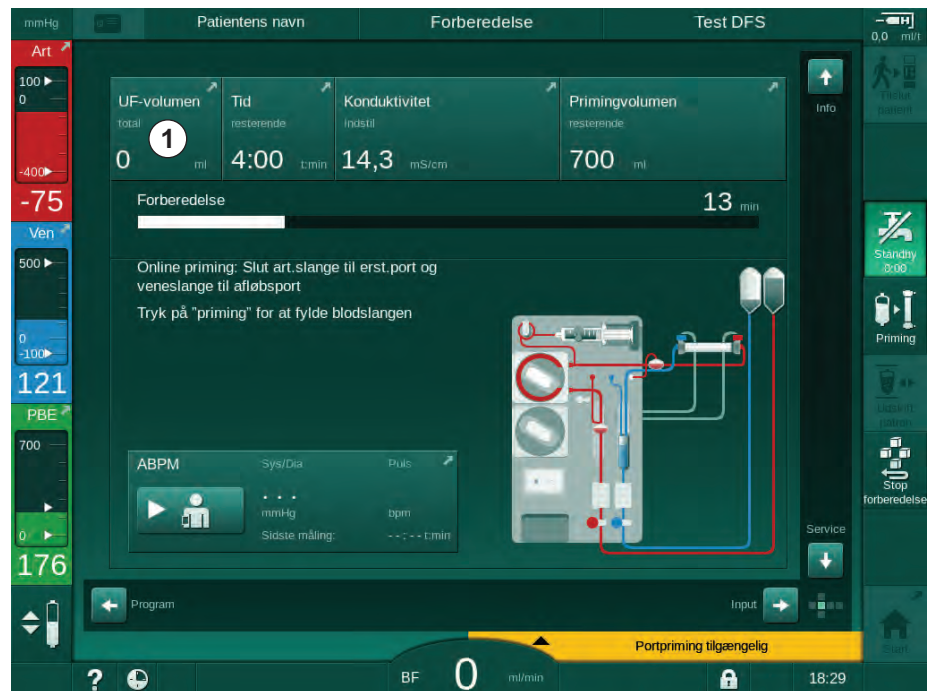 mmHg
Patientens navn
Forberedelse
Test DFS
H
0,0 ml/t
Art
100
0
-400
-75
Ven
500
0
-100
121
PBE
700
0
176
UF-volumen
total
0 ml
1
Tid
resterende
4:00 t:min
Konduktivitet
indstil
14,3 mS/cm
Primingvolumen
resterende
700 ml
Forberedelse
13 min
Online priming: Slut art.slange til erst.port og
veneslange til afløbsport
Tryk på "priming" for at fylde blodslangen
ABPM
Sys/Dia
Puls
. . .
mmHg
bpm
Sidste måling:
--:-- t:min
Info
Service
Program
Input
patient
Standby
0:00
Priming
Udskift
patron
Stop
forberedelse
Start
Portpriming tilgængelig
?
BF 0 ml/min
18:29